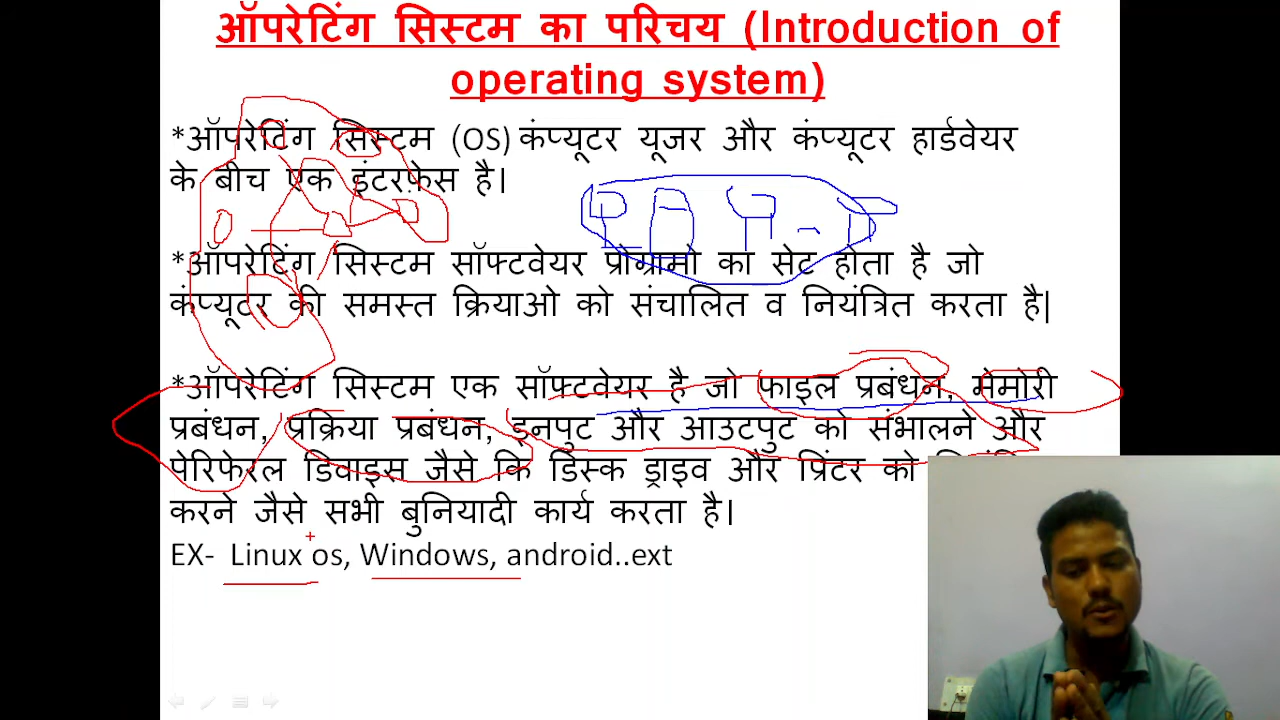 ऑपरेटिंग सिस्टम का परिचय (Introduction of
operating system)
*ऑपरेटिंग सिस्टम (OS) कंप्यूटर यूजर और कंप्यूटर हार्डवेयर
के बीच एक इंटरफ़ेस है।
*ऑपरेटिंग सिस्टम सॉफ्टवेयर प्रोग्रामो का सेट होता है जो
कंप्यूटर की समस्त क्रियाओ को संचालित व नियंत्रित करता है|
*ऑपरेटिंग सिस्टम एक सॉफ्टवेयर है जो फाइल प्रबंधन, मेमोरी
प्रबंधन, प्रक्रिया प्रबंधन, इनपुट और आउटपुट को संभालने और
पेरिफेरल डिवाइस जैसे कि डिस्क ड्राइव और प्रिंटर को
करने जैसे सभी बुनियादी कार्य करता है।
EX- Linux os, Windows, android..ext